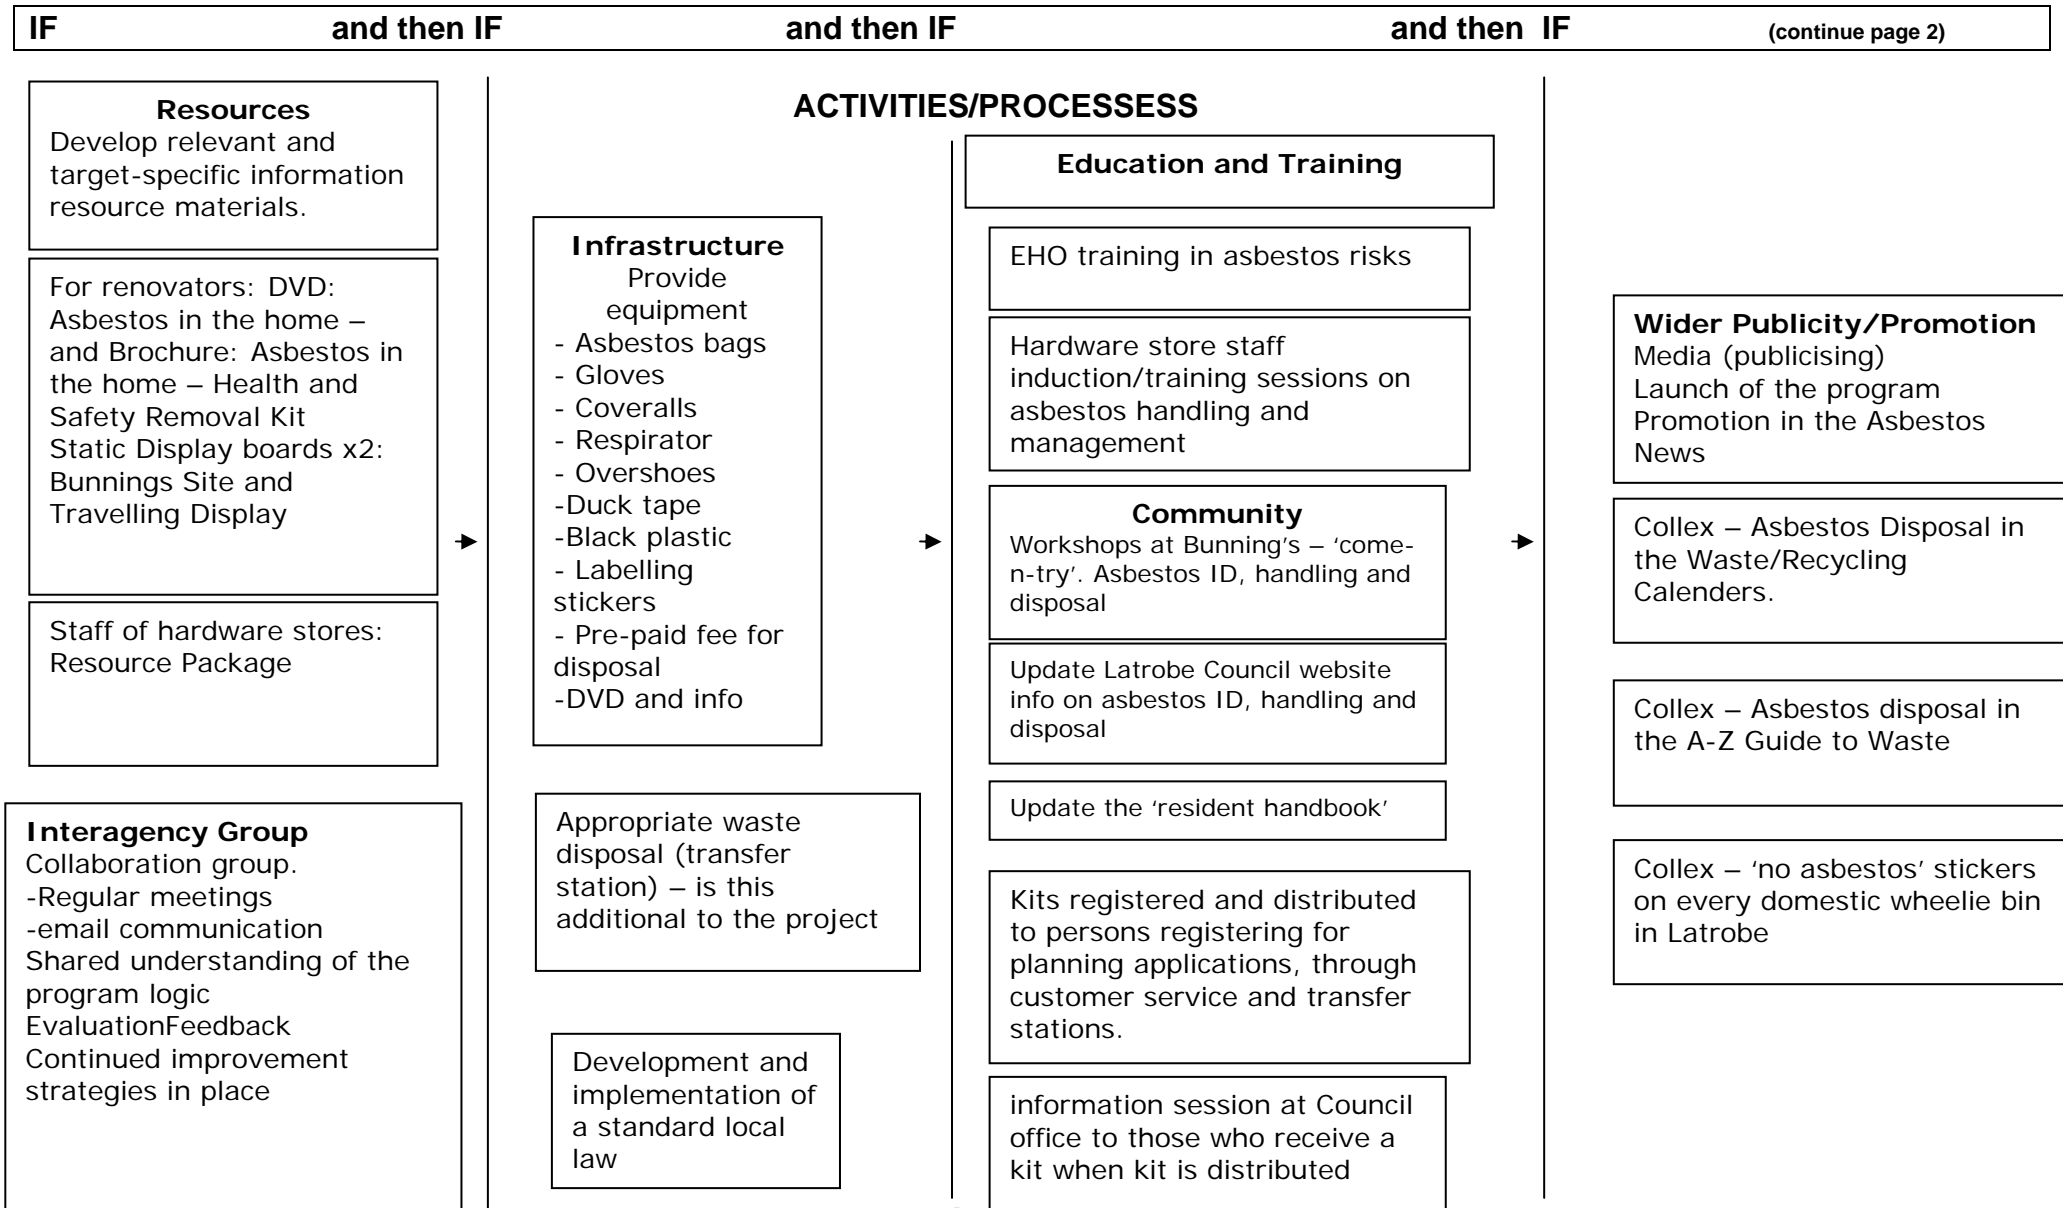 IF and then IF and then IF and then IF (continue page 2)
Resources
Develop relevant and
target-specific information
resource materials.
For renovators: DVD:
Asbestos in the home –
and Brochure: Asbestos in
the home – Health and
Safety Removal Kit
Static Display boards x2:
Bunnings Site and
Travelling Display
Staff of hardware stores:
Resource Package
Interagency Group
Collaboration group.
-Regular meetings
-email communication
Shared understanding of the
program logic
EvaluationFeedback
Continued improvement
strategies in place
ACTIVITIES/PROCESSESS
Infrastructure
Provide
equipment
- Asbestos bags
- Gloves
- Coveralls
- Respirator
- Overshoes
-Duck tape
-Black plastic
- Labelling
stickers
- Pre-paid fee for
disposal
-DVD and info
Appropriate waste
disposal (transfer
station) – is this
additional to the project
Development and
implementation of
a standard local
law
Education and Training
EHO training in asbestos risks
Hardware store staff
induction/training sessions on
asbestos handling and
management
Community
Workshops at Bunning's – 'come-
n-try'. Asbestos ID, handling and
disposal
Update Latrobe Council website
info on asbestos ID, handling and
disposal
Update the 'resident handbook'
Kits registered and distributed
to persons registering for
planning applications, through
customer service and transfer
stations.
information session at Council
office to those who receive a
kit when kit is distributed
Wider Publicity/Promotion
Media (publicising)
Launch of the program
Promotion in the Asbestos
News
Collex – Asbestos Disposal in
the Waste/Recycling
Calenders.
Collex – Asbestos disposal in
the A-Z Guide to Waste
Collex – 'no asbestos' stickers
on every domestic wheelie bin
in Latrobe